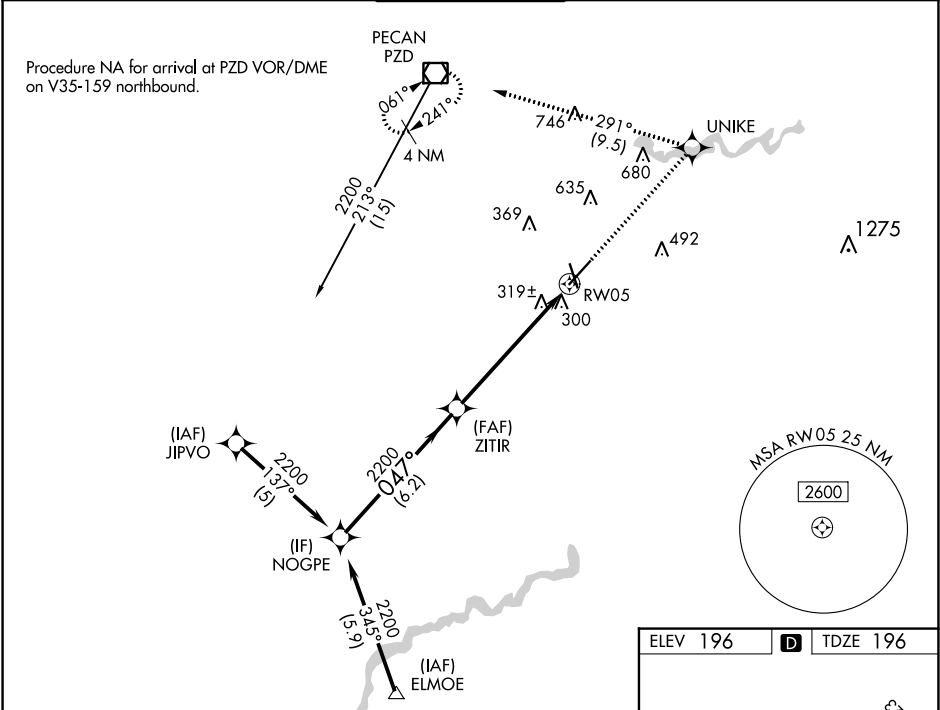 Procedure NA for arrival at PZD VOR/DME
on V35-159 northbound.
PECAN
PZD
061°
241°
4 NM
2200
213°
(15)
746
291°
(9.5)
UNIKE
680
635
369
492
1275
319±
RW05
300
(IAF)
JIPVO
2200
137°
(5)
(FAF)
ZITIR
2200
047°
(6.2)
(IF)
NOGPE
2200
345°
(5.9)
(IAF)
ELMOE
MSA RW05 25 NM
2600
ELEV 196
D
TDZE 196